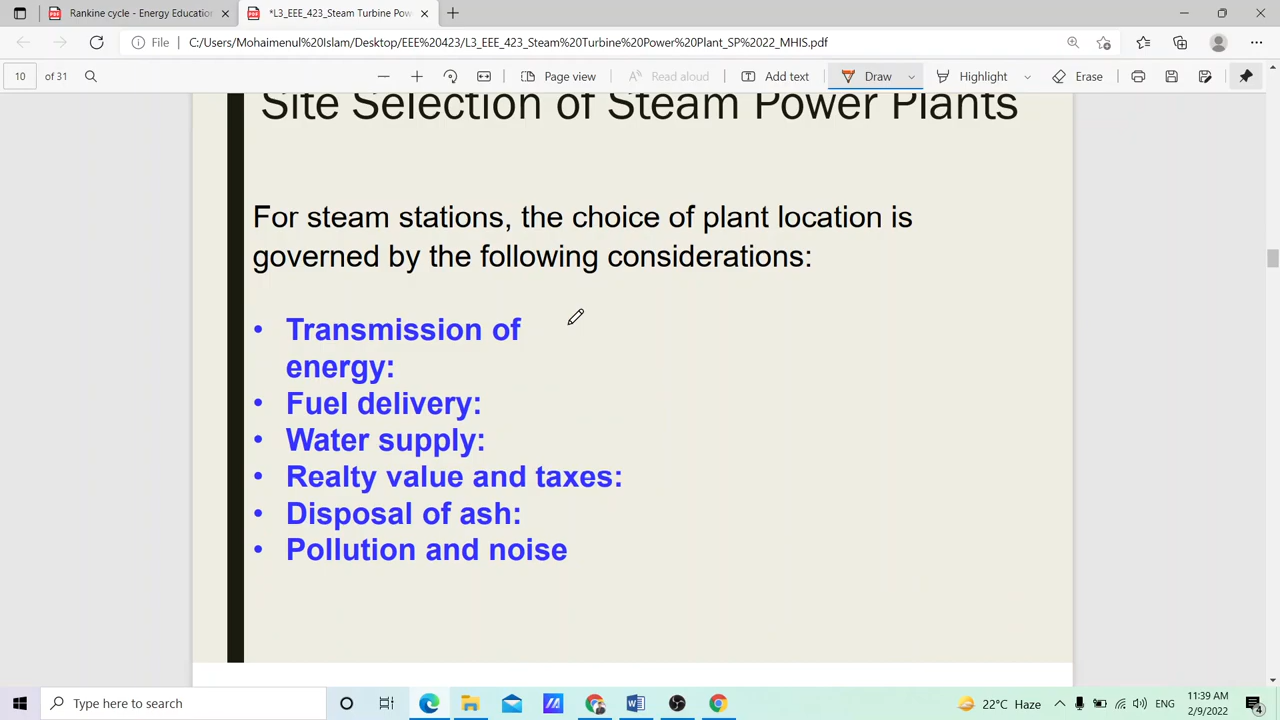 Rankine cycle - Energy Education
*L3_EEE_423_Steam Turbine Pow
File
C:/Users/Mohaimenul%20Islam/Desktop/EEE%20423/L3_EEE_423_Steam%20Turbine%20Power%20Plant_SP%2022_MHIS.pdf
10 of 31
Page view
Read aloud
Add text
Draw
Highlight
Erase
Site Selection of Steam Power Plants
For steam stations, the choice of plant location is
governed by the following considerations:
• Transmission of
energy:
• Fuel delivery:
• Water supply:
• Realty value and taxes:
• Disposal of ash:
• Pollution and noise
Type here to search
22°C Haze
ENG
11:39 AM
2/9/2022
4